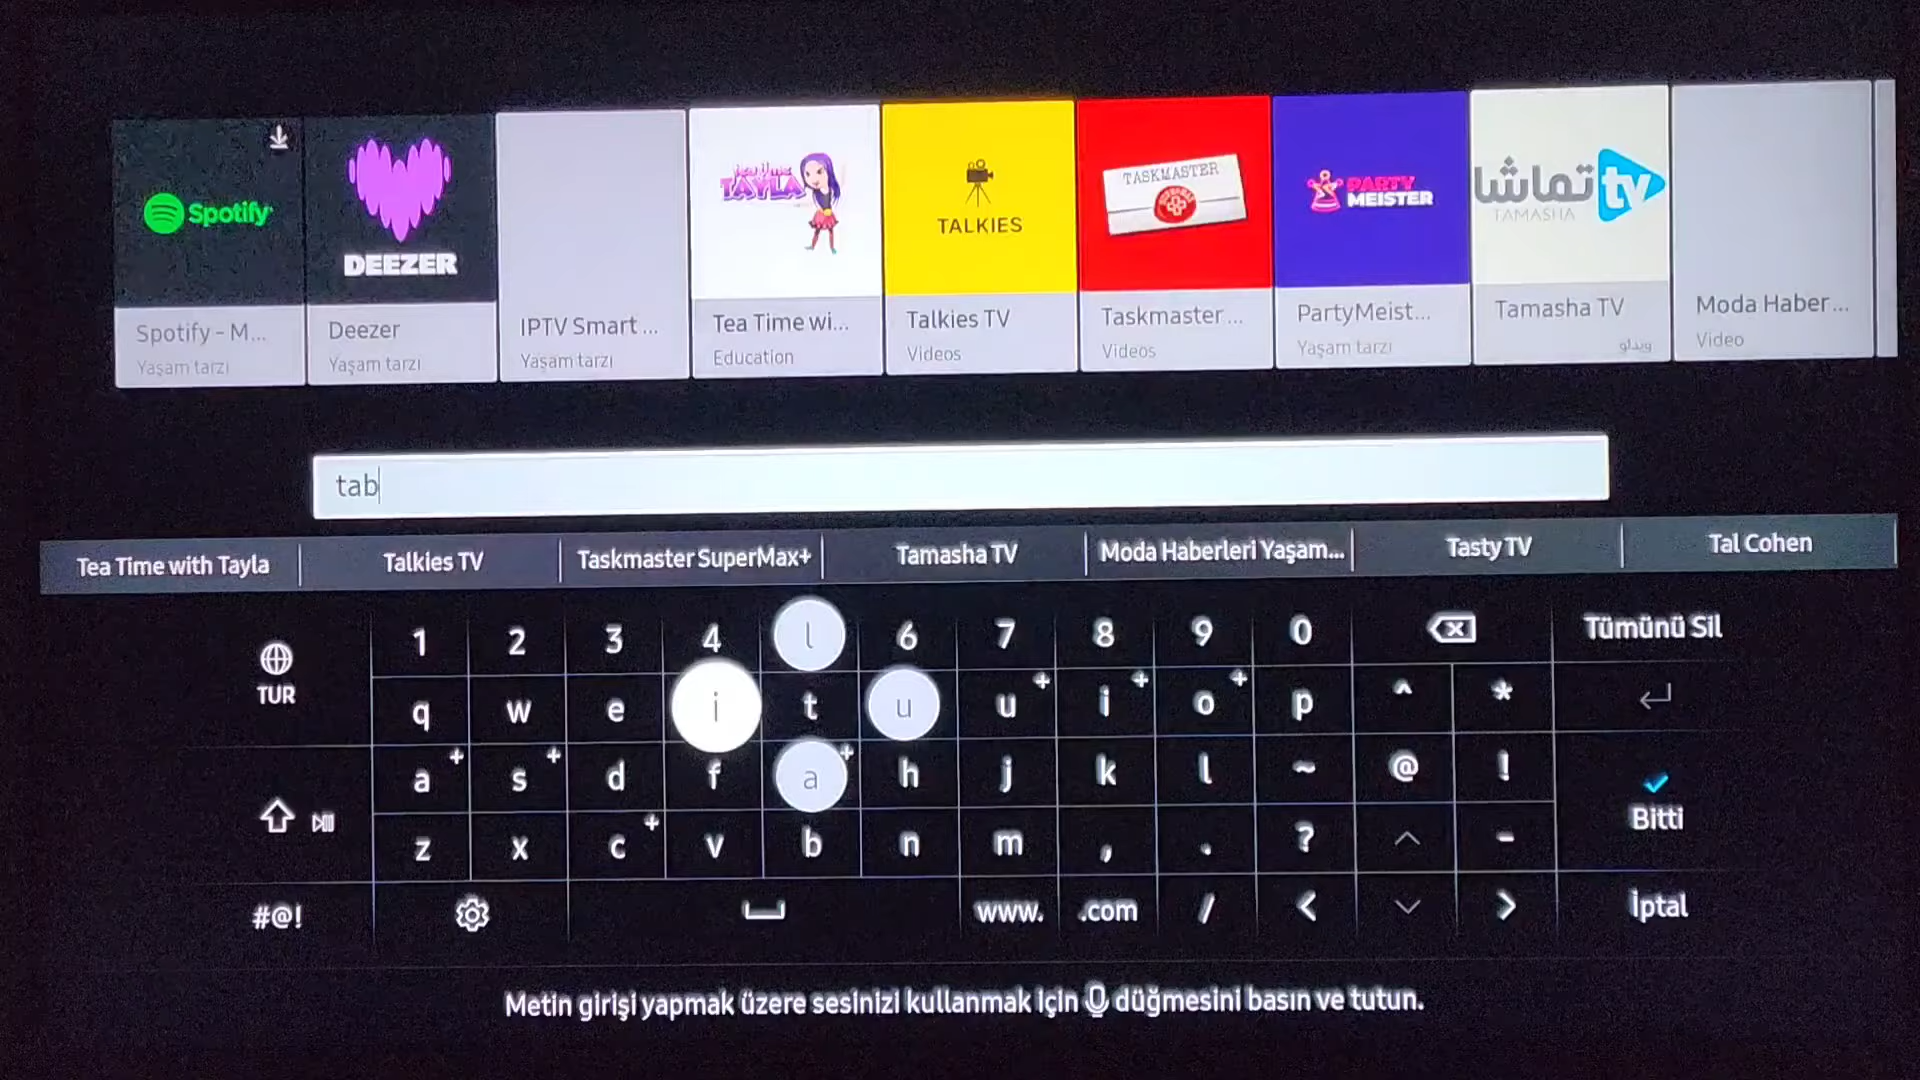 Spotify
DEEZER
tea time
TAYLA
TALKIES
TASKMASTER
PARTY
MEISTER
تماشا tv
TAMASHA
Spotify - M...
Deezer
IPTV Smart ...
Tea Time wi...
Talkies TV
Taskmaster ...
PartyMeist...
Tamasha TV
Moda Haber ...
Yaşam tarzı
Yaşam tarzı
Yaşam tarzı
Education
Videos
Videos
Yaşam tarzı
ویدئو
Video
tab
Tea Time with Tayla
Talkies TV
Taskmaster SuperMax+
Tamasha TV
Moda Haberleri Yaşam...
Tasty TV
Tal Cohen
1 2 3 4 l 6 7 8 9 0 Tümünü Sil
TUR
q w e i t u u i o p ^ *
a s d f a h j k l ~ @ !
z x c v b n m , . ? ^ -
Bitti
#@! www. .com / < > İptal
Metin girişi yapmak üzere sesinizi kullanmak için düğmesini basın ve tutun.